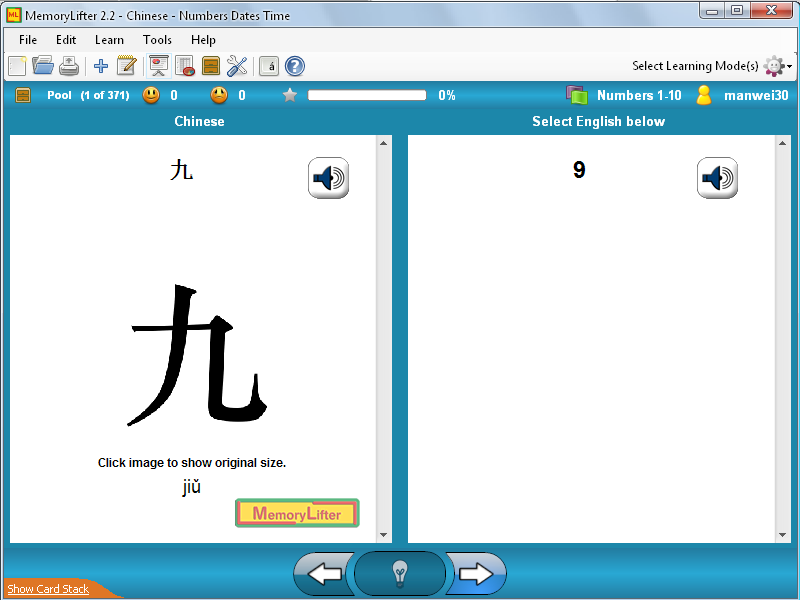 MemoryLifter 2.2 - Chinese - Numbers Dates Time
File Edit Learn Tools Help
á ? Select Learning Mode(s)
Pool (1 of 371) 0 0 0% Numbers 1-10 manwei30
Chinese
九
九
Click image to show original size.
jiǔ
MemoryLifter
Select English below
9
Show Card Stack